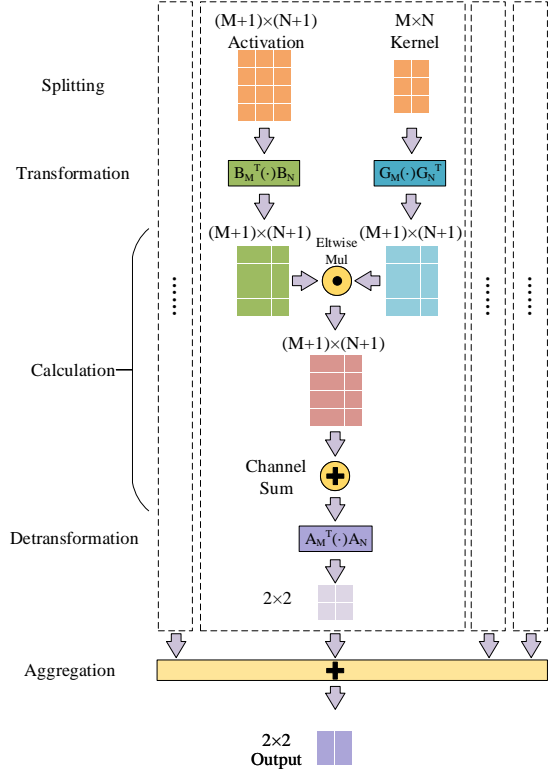 (M+1)×(N+1)
Activation
M×N
Kernel
Splitting
Transformation
B_M^T(·)B_N
G_M(·)G_N^T
(M+1)×(N+1)
Eltwise
Mul
(M+1)×(N+1)
(M+1)×(N+1)
Calculation
Channel
Sum
Detransformation
A_M^T(·)A_N
2×2
Aggregation
2×2
Output